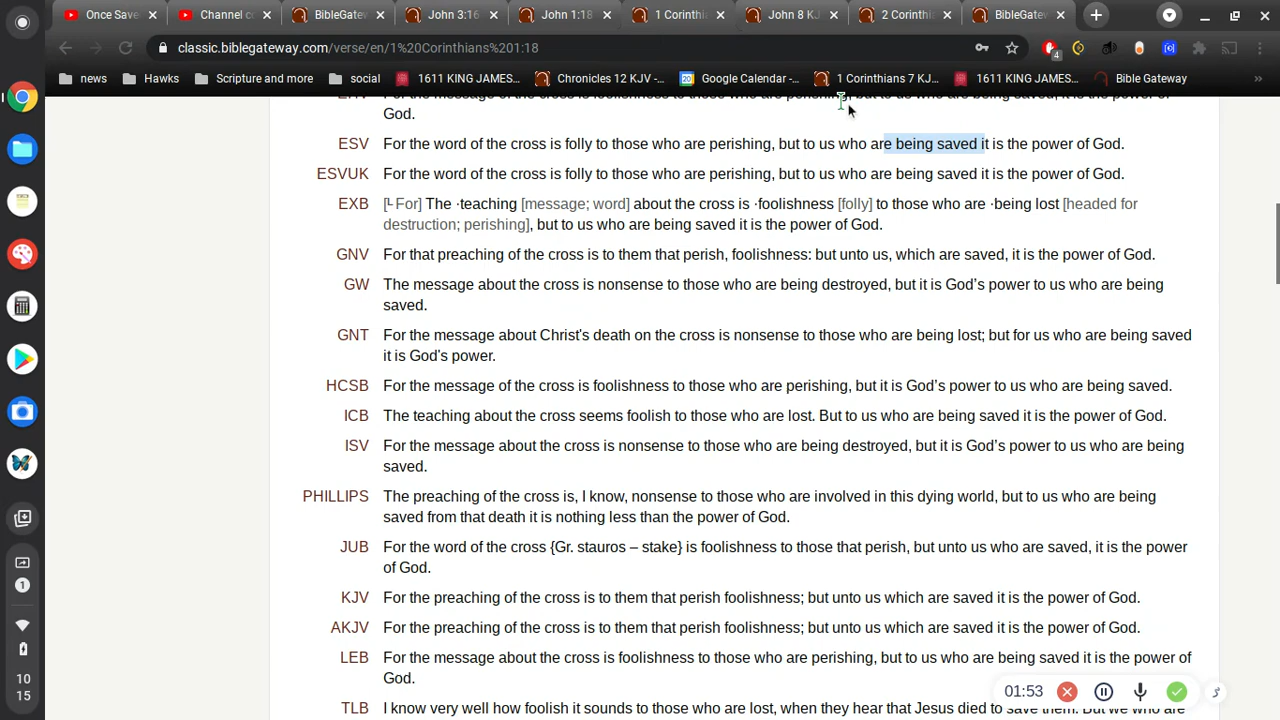 Once Save
Channel c
BibleGatew
John 3:16
John 1:18
1 Corinthi
John 8 KJ
2 Corinthi
BibleGatew
classic.biblegateway.com/verse/en/1%20Corinthians%201:18
4
news
Hawks
Scripture and more
social
1611 KING JAMES...
Chronicles 12 KJV -...
Google Calendar -...
1 Corinthians 7 KJ...
1611 KING JAMES...
Bible Gateway
»
God.
ESV For the word of the cross is folly to those who are perishing, but to us who are being saved it is the power of God.
ESVUK For the word of the cross is folly to those who are perishing, but to us who are being saved it is the power of God.
EXB [└ For] The ·teaching [message; word] about the cross is ·foolishness [folly] to those who are ·being lost [headed for
destruction; perishing], but to us who are being saved it is the power of God.
GNV For that preaching of the cross is to them that perish, foolishness: but unto us, which are saved, it is the power of God.
GW The message about the cross is nonsense to those who are being destroyed, but it is God's power to us who are being
saved.
GNT For the message about Christ's death on the cross is nonsense to those who are being lost; but for us who are being saved
it is God's power.
HCSB For the message of the cross is foolishness to those who are perishing, but it is God's power to us who are being saved.
ICB The teaching about the cross seems foolish to those who are lost. But to us who are being saved it is the power of God.
ISV For the message about the cross is nonsense to those who are being destroyed, but it is God's power to us who are being
saved.
PHILLIPS The preaching of the cross is, I know, nonsense to those who are involved in this dying world, but to us who are being
saved from that death it is nothing less than the power of God.
JUB For the word of the cross {Gr. stauros – stake} is foolishness to those that perish, but unto us who are saved, it is the power
of God.
KJV For the preaching of the cross is to them that perish foolishness; but unto us which are saved it is the power of God.
AKJV For the preaching of the cross is to them that perish foolishness; but unto us which are saved it is the power of God.
LEB For the message about the cross is foolishness to those who are perishing, but to us who are being saved it is the power of
God.
TLB I know very well how foolish it sounds to those who are lost, when they hear that Jesus died to save them. But we who are
01:53
1
10
15